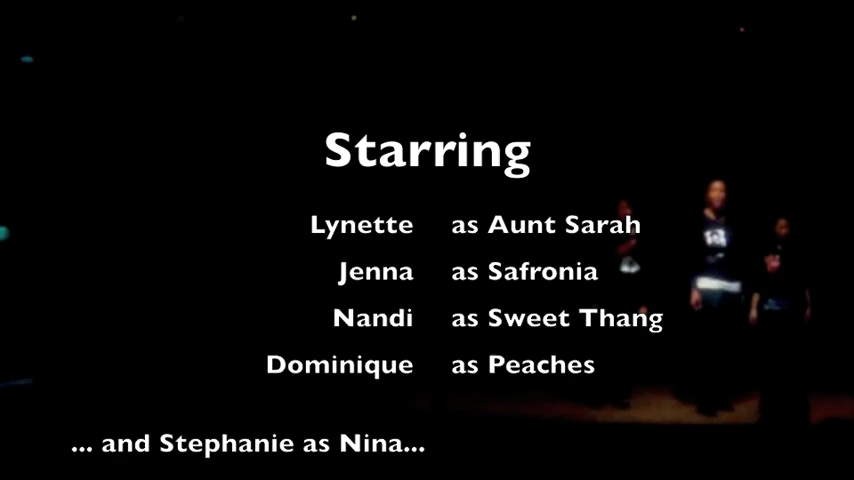 Starring
Lynette as Aunt Sarah
Jenna as Safronia
Nandi as Sweet Thang
Dominique as Peaches
... and Stephanie as Nina...